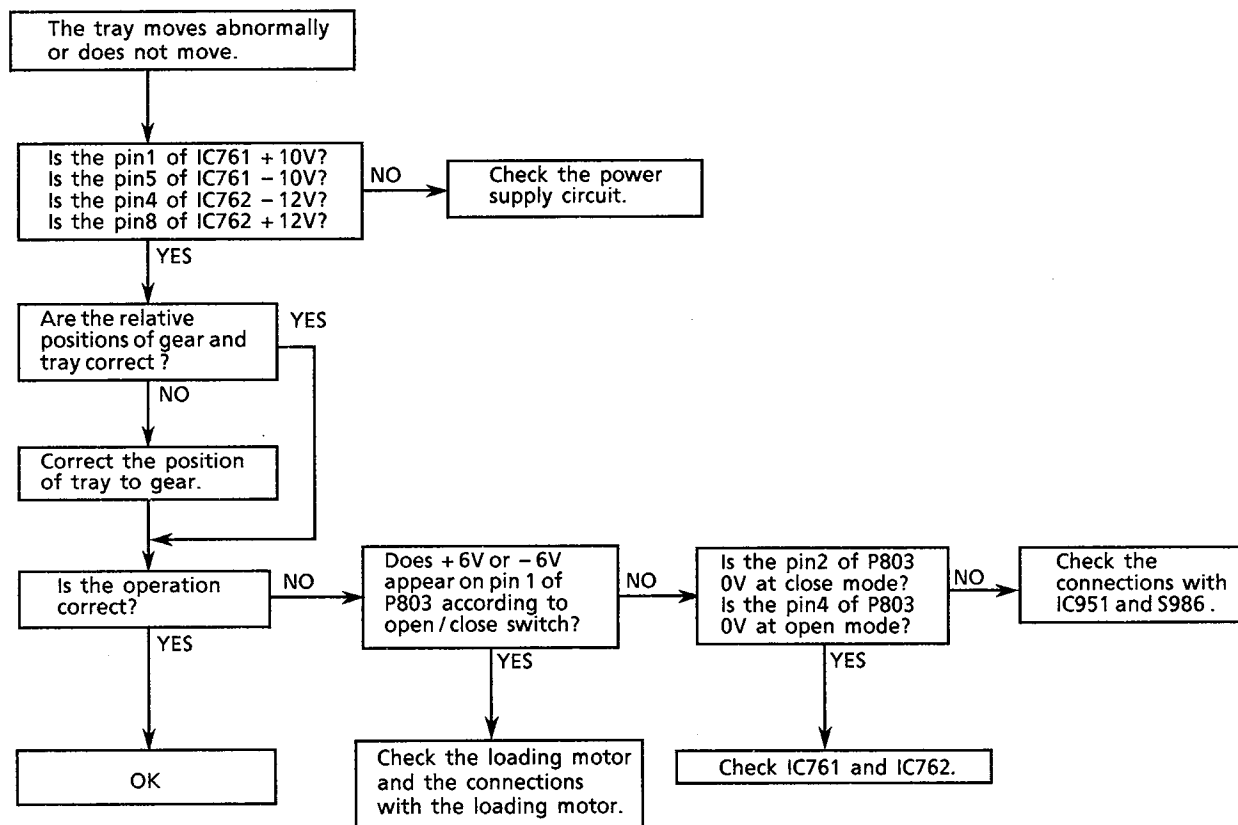 The tray moves abnormally
or does not move.
Is the pin1 of IC761 + 10V?
Is the pin5 of IC761 – 10V?
Is the pin4 of IC762 – 12V?
Is the pin8 of IC762 + 12V?
NO
Check the power
supply circuit.
YES
Are the relative
positions of gear and
tray correct ?
YES
NO
Correct the position
of tray to gear.
Is the operation
correct?
NO
Does + 6V or – 6V
appear on pin 1 of
P803 according to
open / close switch?
NO
Is the pin2 of P803
0V at close mode?
Is the pin4 of P803
0V at open mode?
NO
Check the
connections with
IC951 and S986 .
YES
YES
YES
OK
Check the loading motor
and the connections
with the loading motor.
Check IC761 and IC762.